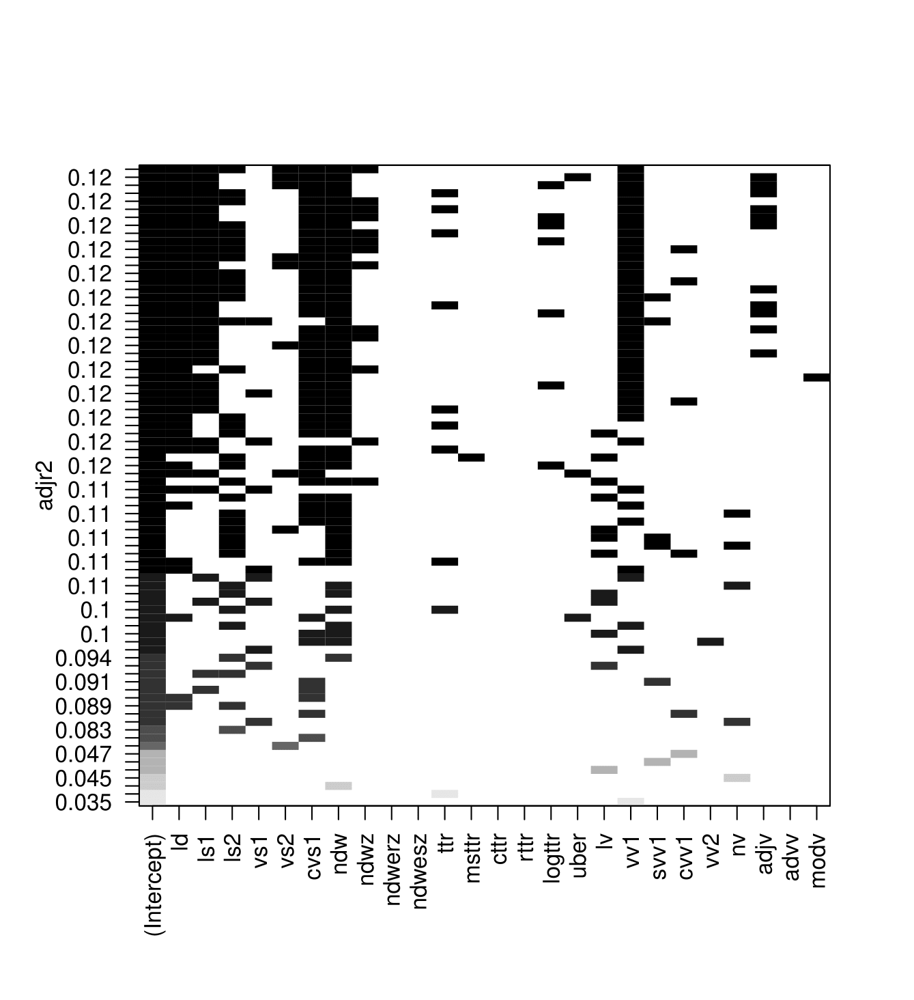 0.12
0.12
0.12
0.12
0.12
0.12
0.12
0.12
0.12
0.12
0.12
0.12
0.12
0.11
0.11
0.11
0.11
0.11
0.1
0.1
0.094
0.091
0.089
0.083
0.047
0.045
0.035
adjr2
(Intercept)
ld
ls1
ls2
vs1
vs2
cvs1
ndw
ndwz
ndwerz
ndwesz
ttr
msttr
cttr
rttr
logttr
uber
lv
vv1
svv1
cvv1
vv2
nv
adjv
advv
modv